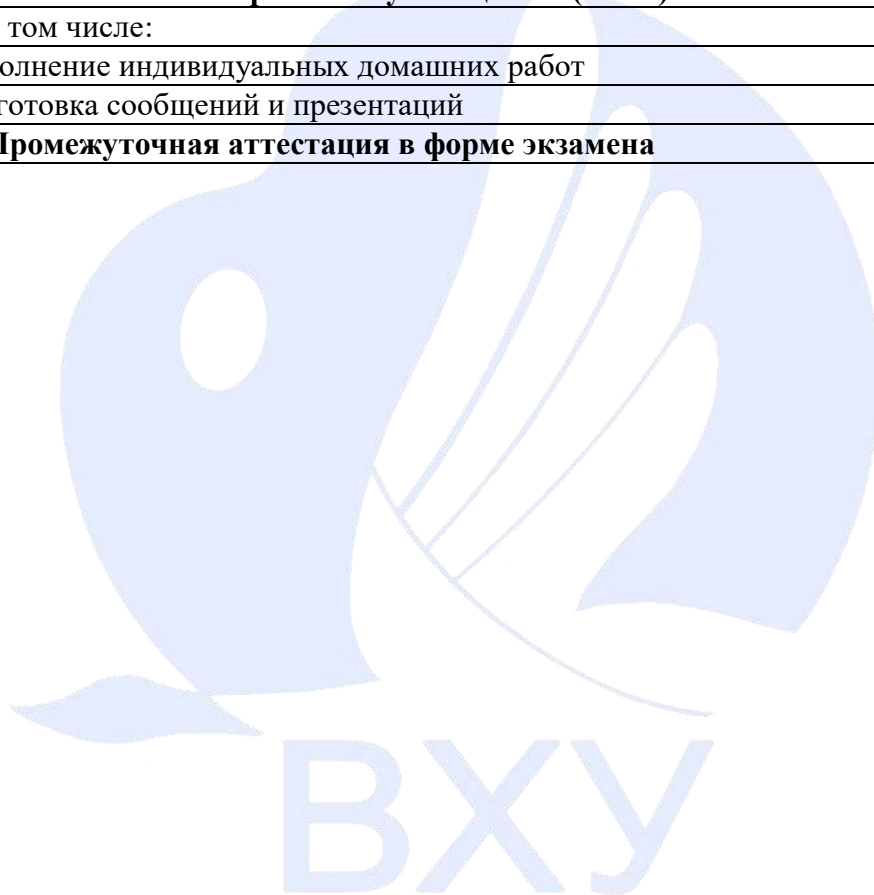 том числе:
олнение индивидуальных домашних работ
готовка сообщений и презентаций
Промежуточная аттестация в форме экзамена
ВХУ